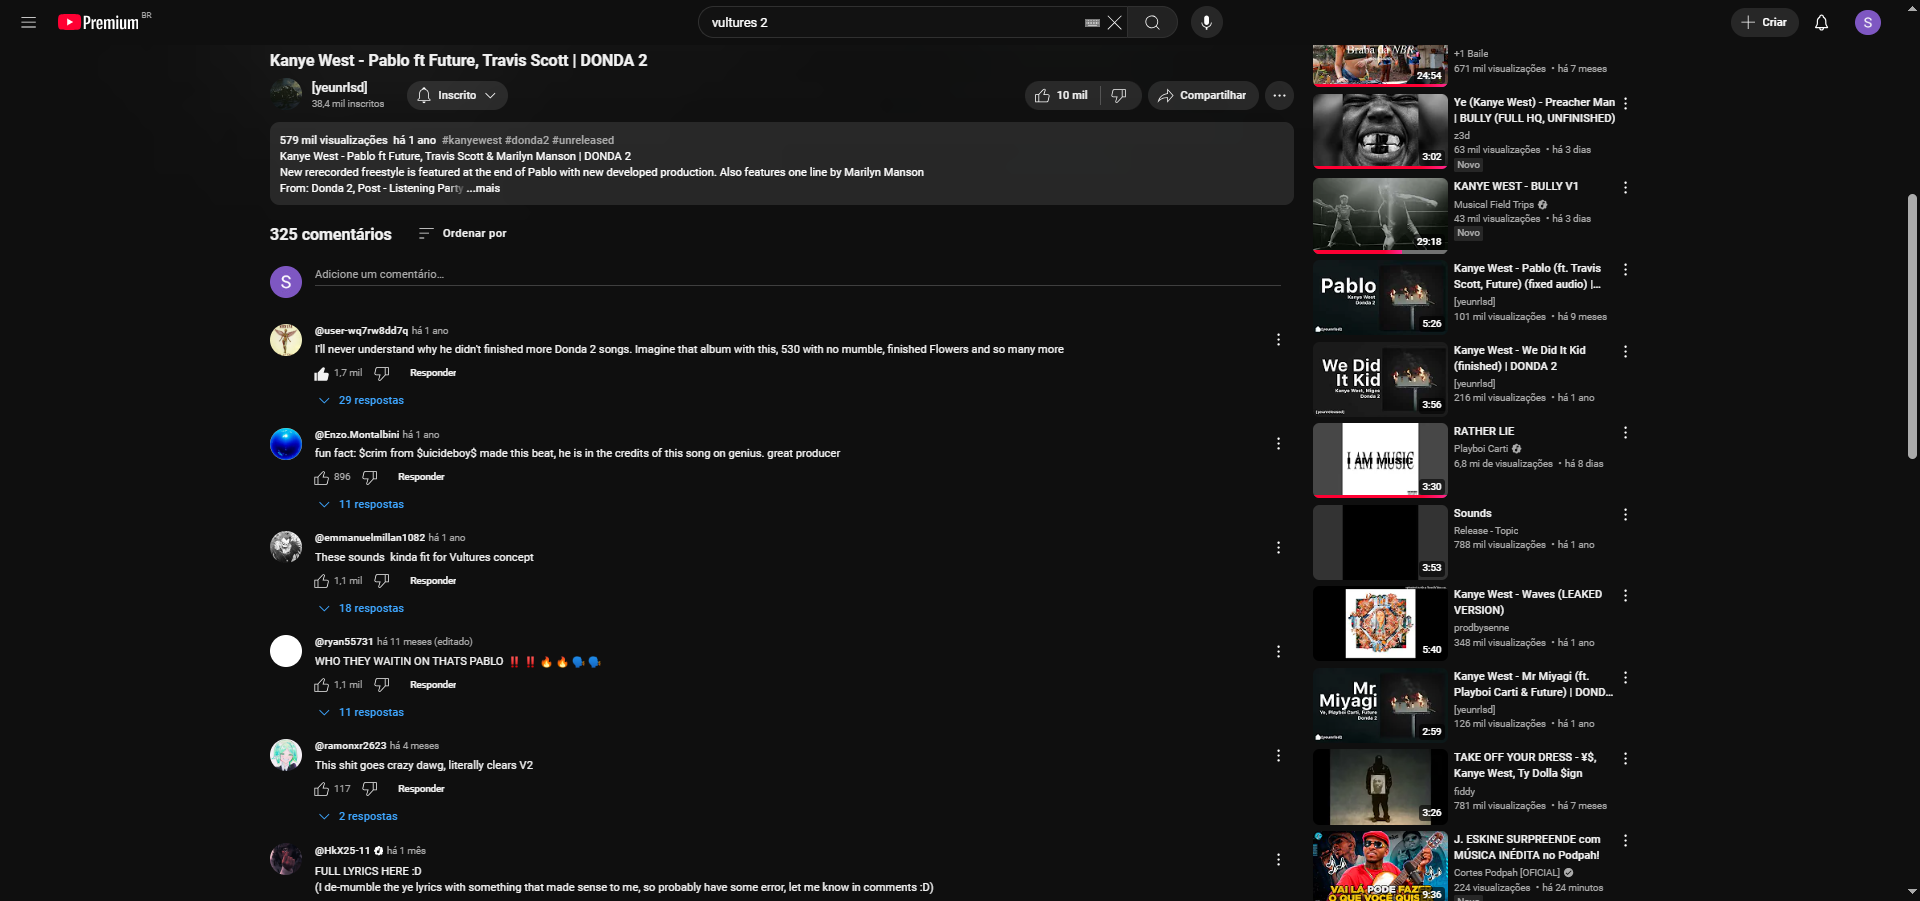 Premium BR
vultures 2
Criar
S
Kanye West - Pablo ft Future, Travis Scott | DONDA 2
[yeunrlsd]
38,4 mil inscritos
Inscrito
10 mil
Compartilhar
579 mil visualizações há 1 ano #kanyewest #donda2 #unreleased
Kanye West - Pablo ft Future, Travis Scott & Marilyn Manson | DONDA 2
New rerecorded freestyle is featured at the end of Pablo with new developed production. Also features one line by Marilyn Manson
From: Donda 2, Post - Listening Party ...mais
325 comentários
Ordenar por
S
Adicione um comentário...
@user-wq7rw8dd7q há 1 ano
I'll never understand why he didn't finished more Donda 2 songs. Imagine that album with this, 530 with no mumble, finished Flowers and so many more
1,7 mil
Responder
29 respostas
@Enzo.Montalbini há 1 ano
fun fact: $crim from $uicideboy$ made this beat, he is in the credits of this song on genius. great producer
896
Responder
11 respostas
@emmanuelmillan1082 há 1 ano
These sounds kinda fit for Vultures concept
1,1 mil
Responder
18 respostas
@ryan55731 há 11 meses (editado)
WHO THEY WAITIN ON THATS PABLO ‼️ ‼️ 🔥 🔥 🗣️ 🗣️
1,1 mil
Responder
11 respostas
@ramonxr2623 há 4 meses
This shit goes crazy dawg, literally clears V2
117
Responder
2 respostas
@HkX25-11 há 1 mês
FULL LYRICS HERE :D
(I de-mumble the ye lyrics with something that made sense to me, so probably have some error, let me know in comments :D)
Braba da NBR
24:54
+1 Baile
671 mil visualizações • há 7 meses
3:02
Ye (Kanye West) - Preacher Man
| BULLY (FULL HQ, UNFINISHED)
z3d
63 mil visualizações • há 3 dias
Novo
29:18
KANYE WEST - BULLY V1
Musical Field Trips
43 mil visualizações • há 3 dias
Novo
Pablo
Kanye West
Donda 2
5:26
Kanye West - Pablo (ft. Travis
Scott, Future) (fixed audio) |...
[yeunrlsd]
101 mil visualizações • há 9 meses
We Did
It Kid
Kanye West, Migos
Donda 2
3:56
Kanye West - We Did It Kid
(finished) | DONDA 2
[yeunrlsd]
216 mil visualizações • há 1 ano
I AM MUSIC
3:30
RATHER LIE
Playboi Carti
6,8 mi de visualizações • há 8 dias
3:53
Sounds
Release - Topic
788 mil visualizações • há 1 ano
5:40
Kanye West - Waves (LEAKED
VERSION)
prodbysenne
348 mil visualizações • há 1 ano
Mr
Miyagi
Ye, Playboi Carti, Future
Donda 2
2:59
Kanye West - Mr Miyagi (ft.
Playboi Carti & Future) | DOND...
[yeunrlsd]
126 mil visualizações • há 1 ano
3:26
TAKE OFF YOUR DRESS - ¥$,
Kanye West, Ty Dolla $ign
fiddy
781 mil visualizações • há 7 meses
VAI LÁ PODE FAZE
O QUE VOCÊ QUIS
9:36
J. ESKINE SURPREENDE com
MÚSICA INÉDITA no Podpah!
Cortes Podpah [OFICIAL]
224 visualizações • há 24 minutos
Novo